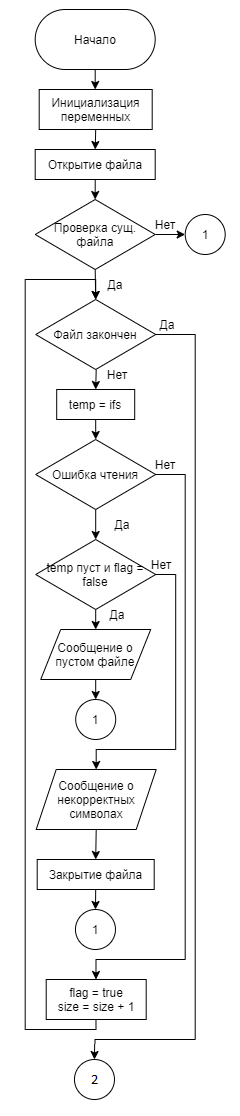 Начало
Инициализация
переменных
Открытие файла
Проверка сущ.
файла
Нет
1
Да
Файл закончен
Да
Нет
temp = ifs
Ошибка чтения
Нет
Да
temp пуст и flag =
false
Нет
Да
Сообщение о
пустом файле
1
Сообщение о
некорректных
символах
Закрытие файла
1
flag = true
size = size + 1
2